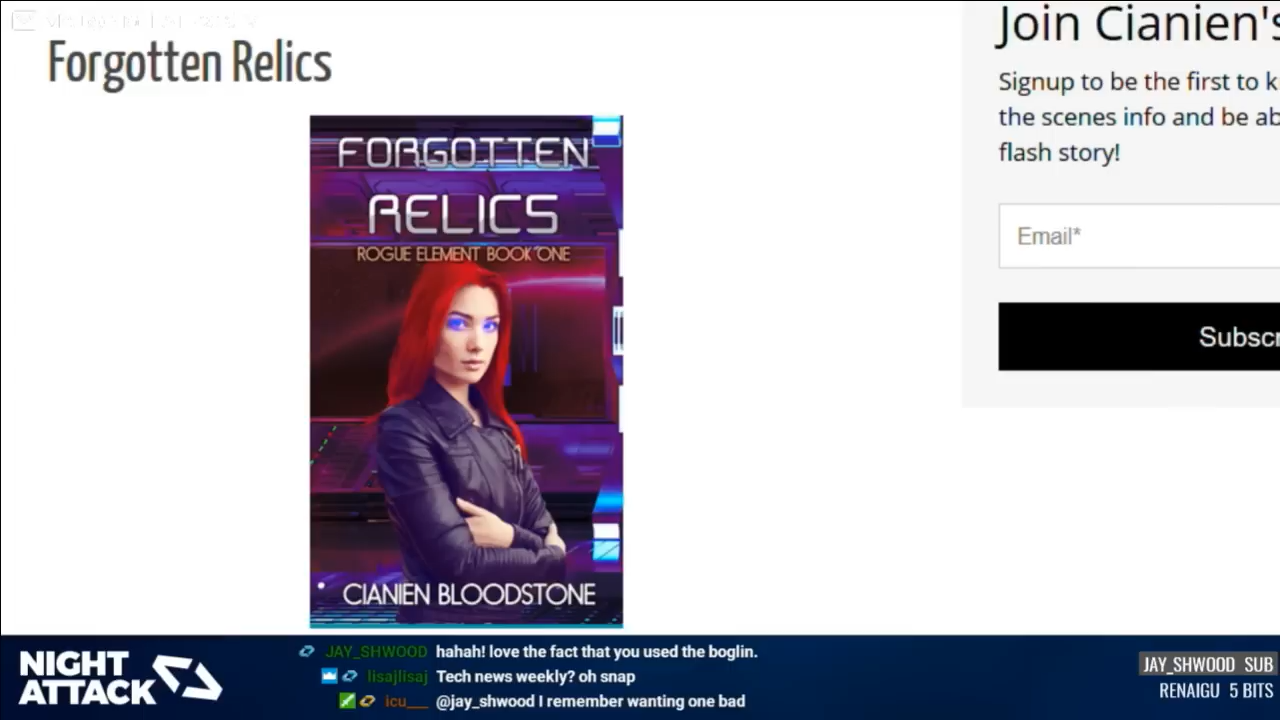 Forgotten Relics
FORGOTTEN
RELICS
ROGUE ELEMENT BOOK ONE
CIANIEN BLOODSTONE
Join Cianien's
Signup to be the first to k
the scenes info and be ab
flash story!
Email*
Subscr
NIGHT
ATTACK
JAY_SHWOOD hahah! love the fact that you used the boglin.
lisajlisaj Tech news weekly? oh snap
icu___ @jay_shwood I remember wanting one bad
JAY_SHWOOD SUB
RENAIGU 5 BITS